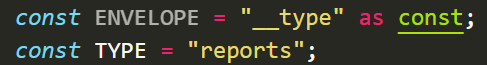 const ENVELOPE = "__type" as const;
const TYPE = "reports";